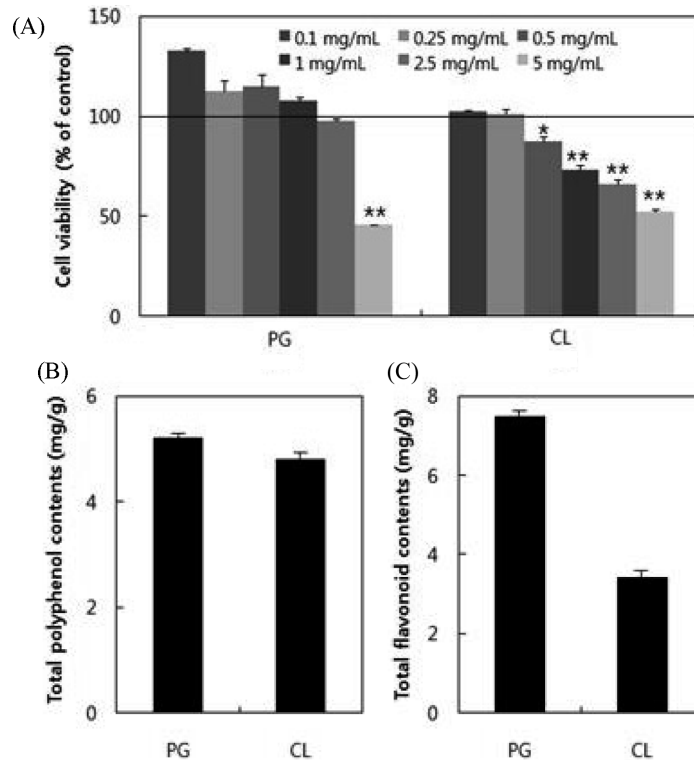 (A)
Cell viability (% of control)
150
100
50
0
0.1 mg/mL 0.25 mg/mL 0.5 mg/mL
1 mg/mL 2.5 mg/mL 5 mg/mL
**
*
**
**
**
PG CL
(B)
Total polyphenol contents (mg/g)
6
4
2
0
PG CL
(C)
Total flavonoid contents (mg/g)
8
6
4
2
0
PG CL